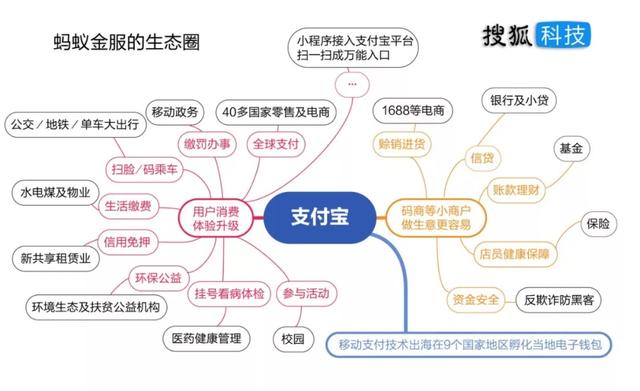 蚂蚁金服的生态圈
搜狐科技
小程序接入支付宝平台
扫一扫成万能入口
…
移动政务
40多国家零售及电商
1688等电商
银行及小贷
公交／地铁／单车大出行
缴罚办事
全球支付
赊销进货
信贷
基金
扫脸/码乘车
账款理财
水电煤及物业
生活缴费
用户消费
体验升级
支付宝
码商等小商户
做生意更容易
保险
新共享租赁业
信用免押
店员健康保障
环保公益
挂号看病体检
参与活动
资金安全
反欺诈防黑客
环境生态及扶贫公益机构
医药健康管理
校园
移动支付技术出海在9个国家地区孵化当地电子钱包